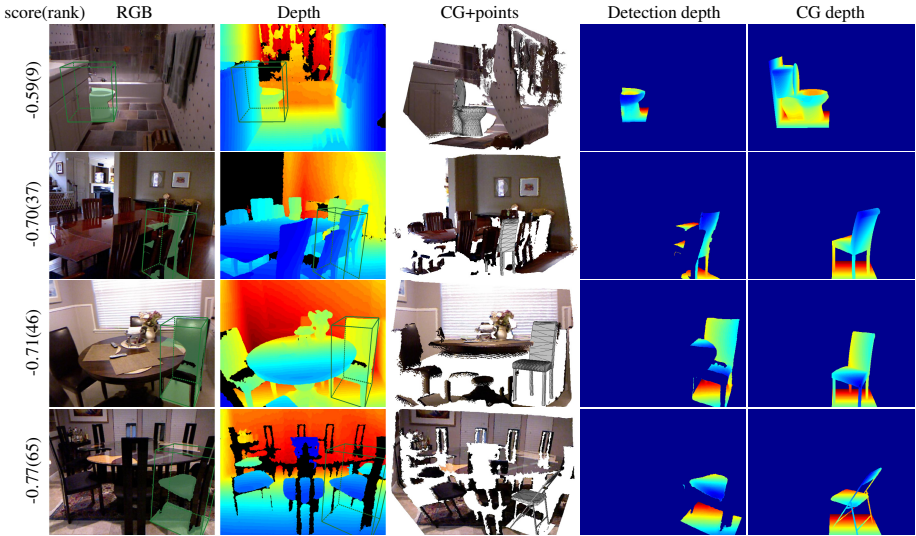 score(rank) RGB Depth CG+points Detection depth CG depth
-0.59(9)
-0.70(37)
-0.71(46)
-0.77(65)